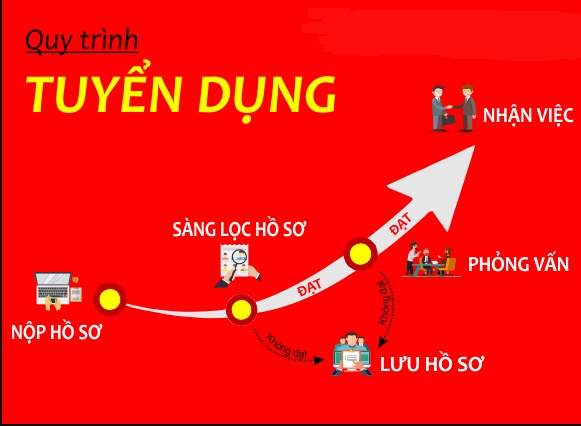 Quy trình
TUYỂN DỤNG
NHẬN VIỆC
SÀNG LỌC HỒ SƠ
ĐẠT
PHỎNG VẤN
ĐẠT
Không đạt
NỘP HỒ SƠ
Không đạt
LƯU HỒ SƠ